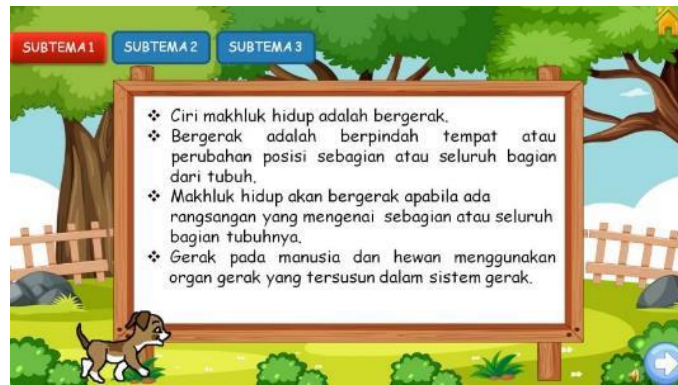 SUBTEMA 1
SUBTEMA 2
SUBTEMA 3
❖ Ciri makhluk hidup adalah bergerak.
❖ Bergerak adalah berpindah tempat atau
perubahan posisi sebagian atau seluruh bagian
dari tubuh.
❖ Makhluk hidup akan bergerak apabila ada
rangsangan yang mengenai sebagian atau seluruh
bagian tubuhnya.
❖ Gerak pada manusia dan hewan menggunakan
organ gerak yang tersusun dalam sistem gerak.